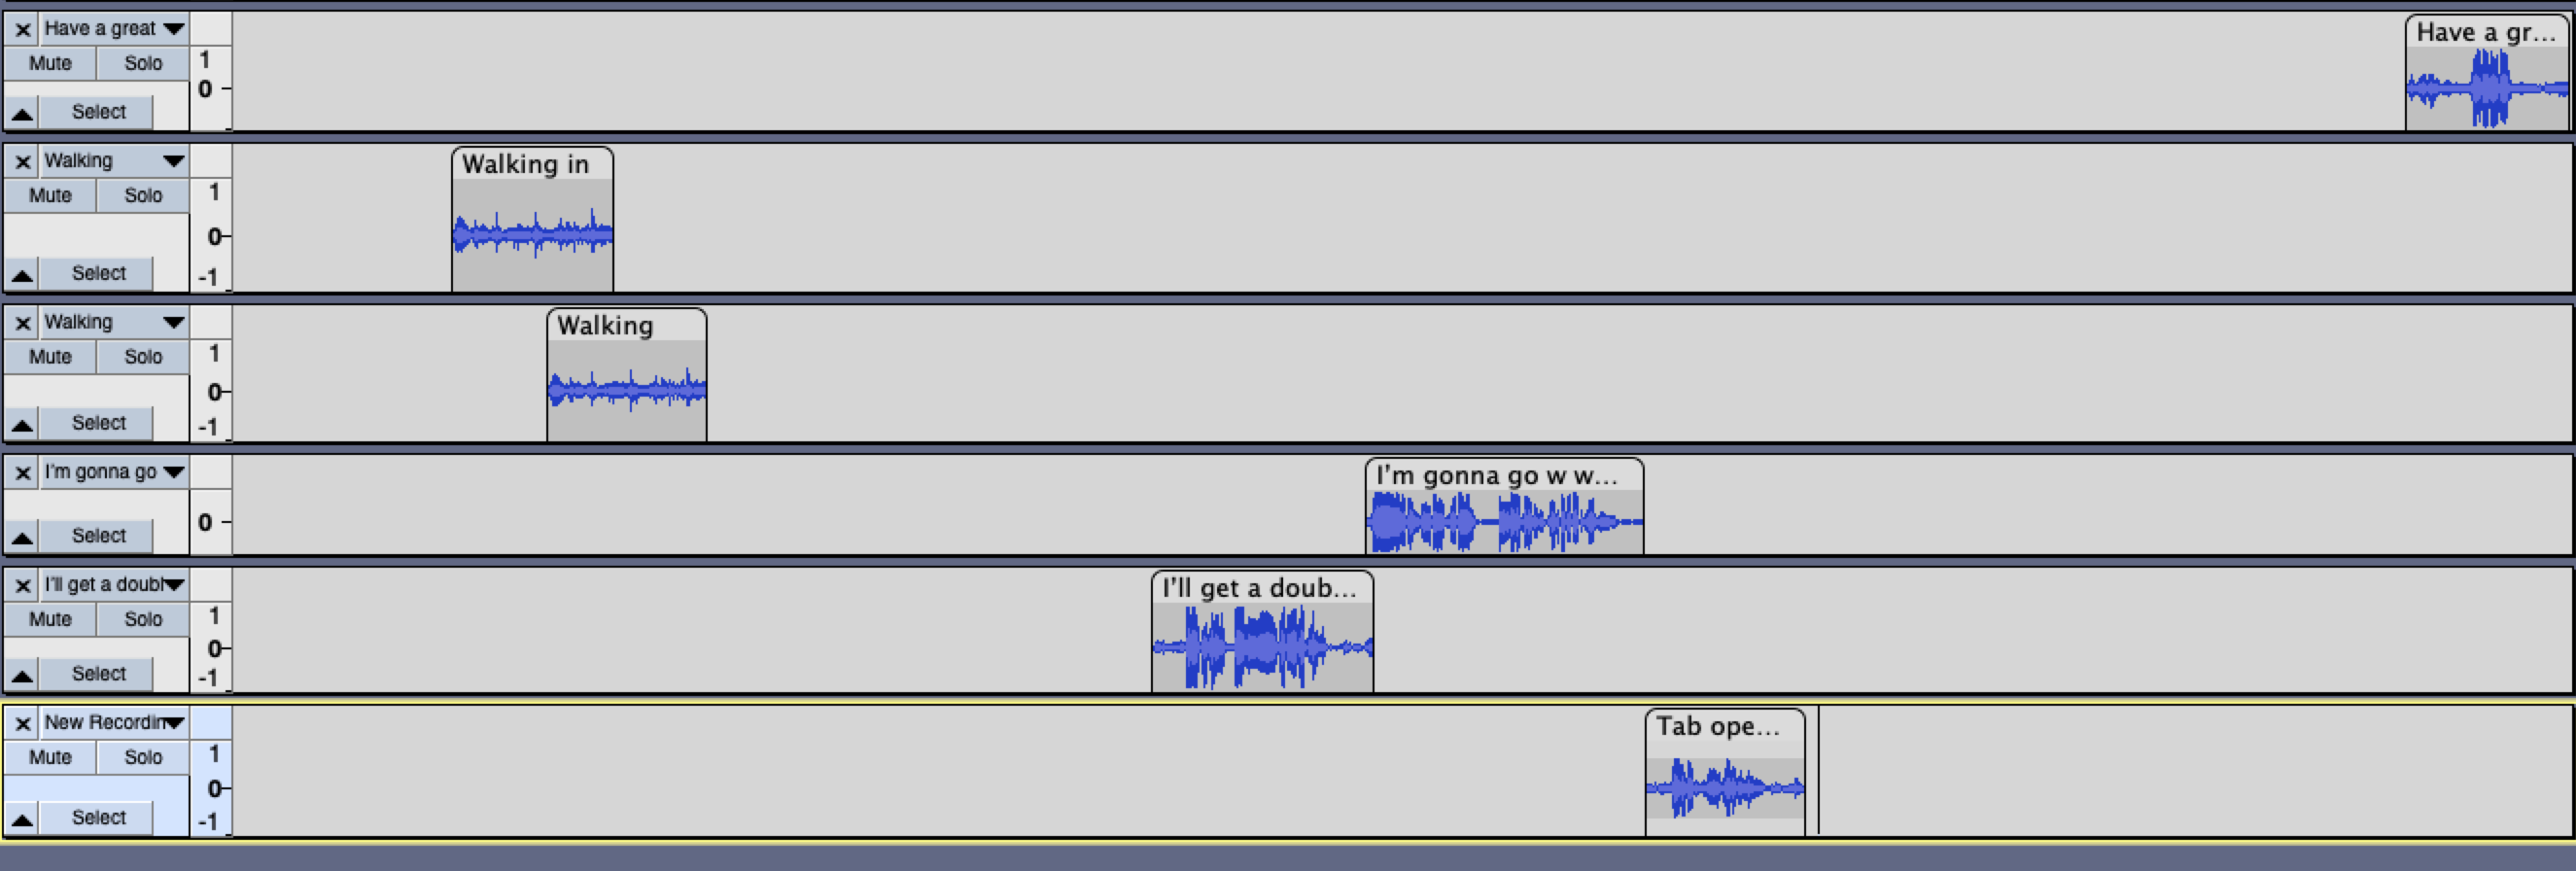 Have a great
Have a gr...
Mute Solo 1
0
Select
Walking
Walking in
Mute Solo 1
0
Select -1
Walking
Walking
Mute Solo 1
0
Select -1
I'm gonna go
I'm gonna go w w...
0
Select
I'll get a doubl
I'll get a doub...
Mute Solo 1
0
Select -1
New Recordin
Tab ope...
Mute Solo 1
0
Select -1